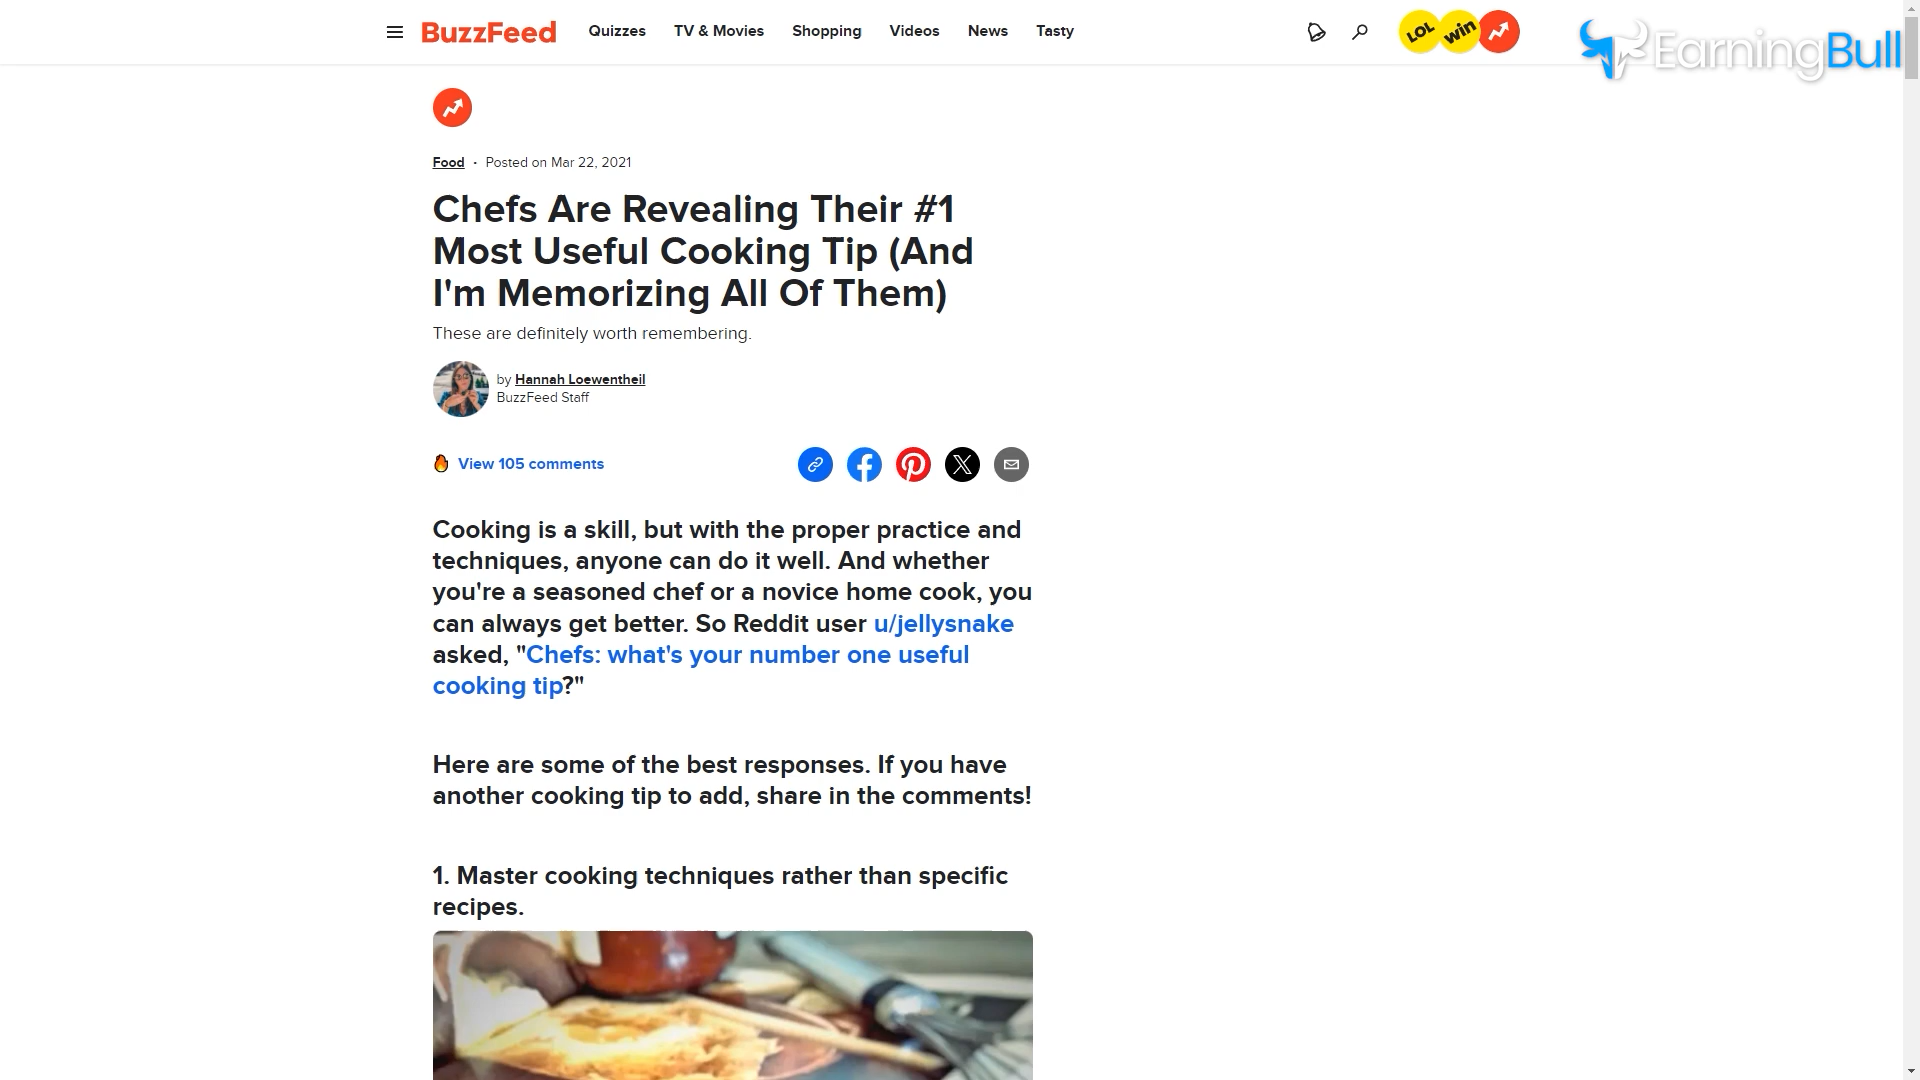 BuzzFeed Quizzes TV & Movies Shopping Videos News Tasty LOL win EarningBull
Food · Posted on Mar 22, 2021
Chefs Are Revealing Their #1
Most Useful Cooking Tip (And
I'm Memorizing All Of Them)
These are definitely worth remembering.
by Hannah Loewentheil
BuzzFeed Staff
View 105 comments
Cooking is a skill, but with the proper practice and
techniques, anyone can do it well. And whether
you're a seasoned chef or a novice home cook, you
can always get better. So Reddit user u/jellysnake
asked, "Chefs: what's your number one useful
cooking tip?"
Here are some of the best responses. If you have
another cooking tip to add, share in the comments!
1. Master cooking techniques rather than specific
recipes.